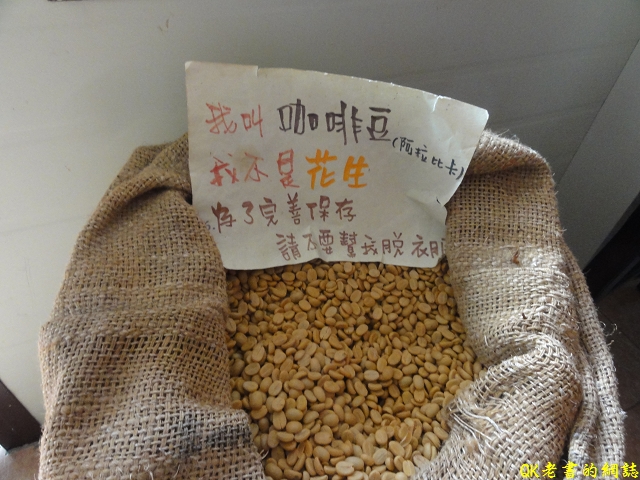 我叫咖啡豆(阿拉比卡)
我不是花生
為了完善保存
請不要幫我脫衣服
QK老書的網誌